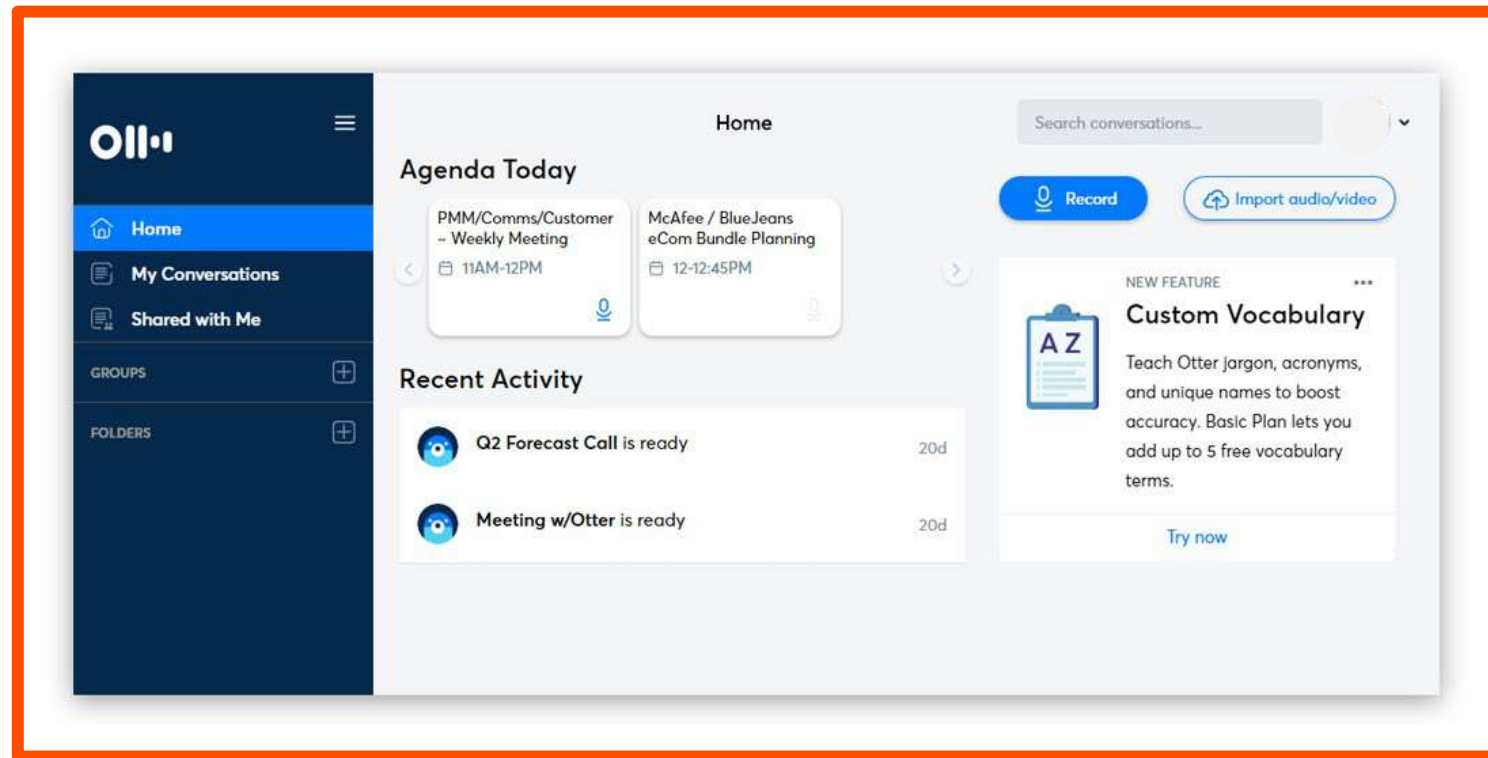 Home
Search conversations...
Home
My Conversations
Shared with Me
GROUPS
FOLDERS
Agenda Today
PMM/Comms/Customer
– Weekly Meeting
11AM-12PM
McAfee / BlueJeans
eCom Bundle Planning
12-12:45PM
Record
Import audio/video
Recent Activity
Q2 Forecast Call is ready
20d
Meeting w/Otter is ready
20d
NEW FEATURE
Custom Vocabulary
A Z
Teach Otter jargon, acronyms,
and unique names to boost
accuracy. Basic Plan lets you
add up to 5 free vocabulary
terms.
Try now